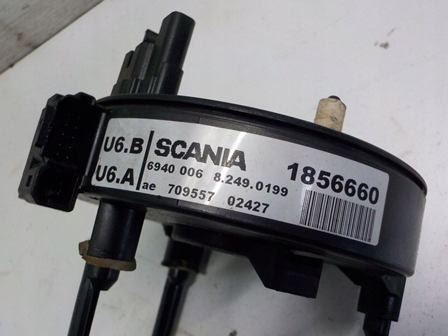 U6.B SCANIA 1856660
6940 006 8.249.0199
U6.A ae 709557 02427